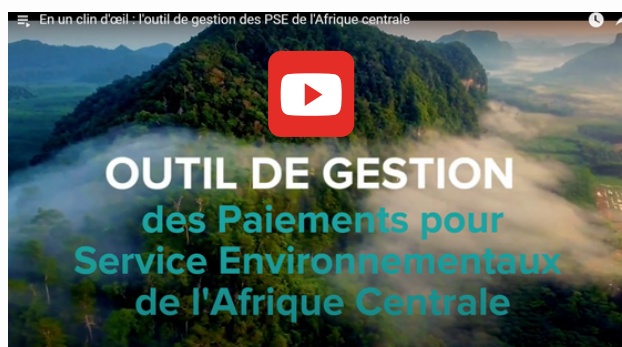 En un clin d'œil : l'outil de gestion des PSE de l'Afrique centrale
OUTIL DE GESTION
des Paiements pour
Service Environnementaux
de l'Afrique Centrale